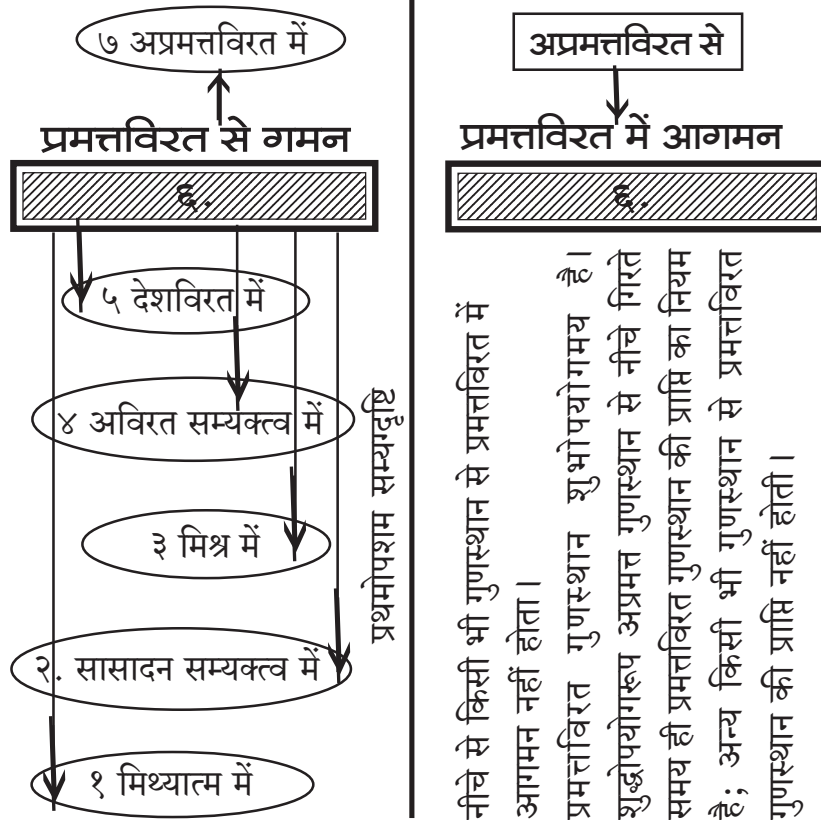 ७ अप्रमत्तविरत में
प्रमत्तविरत से गमन
६.
५ देशविरत में
४ अविरत सम्यक्त्व में
३ मिश्र में
२. सासादन सम्यक्त्व में
१ मिथ्यात्म में
प्रथमोपशम सम्यग्दृष्टि
अप्रमत्तविरत से
प्रमत्तविरत में आगमन
६.
नीचे से किसी भी गुणस्थान से प्रमत्तविरत में
आगमन नहीं होता।
प्रमत्तविरत गुणस्थान शुभोपयोगमय है।
शुद्धोपयोगरूप अप्रमत्त गुणस्थान से नीचे गिरते
समय ही प्रमत्तविरत गुणस्थान की प्राप्ति का नियम
है; अन्य किसी भी गुणस्थान से प्रमत्तविरत
गुणस्थान की प्राप्ति नहीं होती।